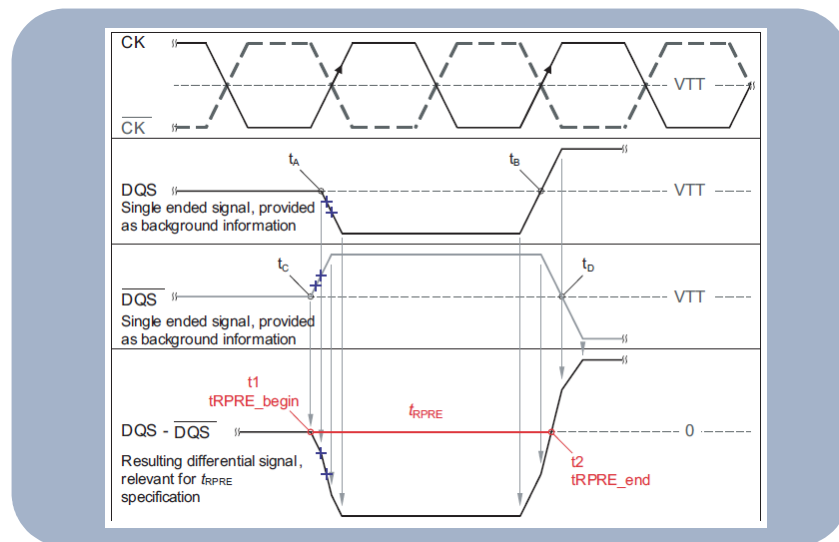 CK
VTT
CK
tA
tB
DQS
VTT
Single ended signal, provided
as background information
tC
tD
DQS
VTT
Single ended signal, provided
as background information
t1
tRPRE_begin
tRPRE
DQS - DQS
0
t2
tRPRE_end
Resulting differential signal,
relevant for tRPRE
specification